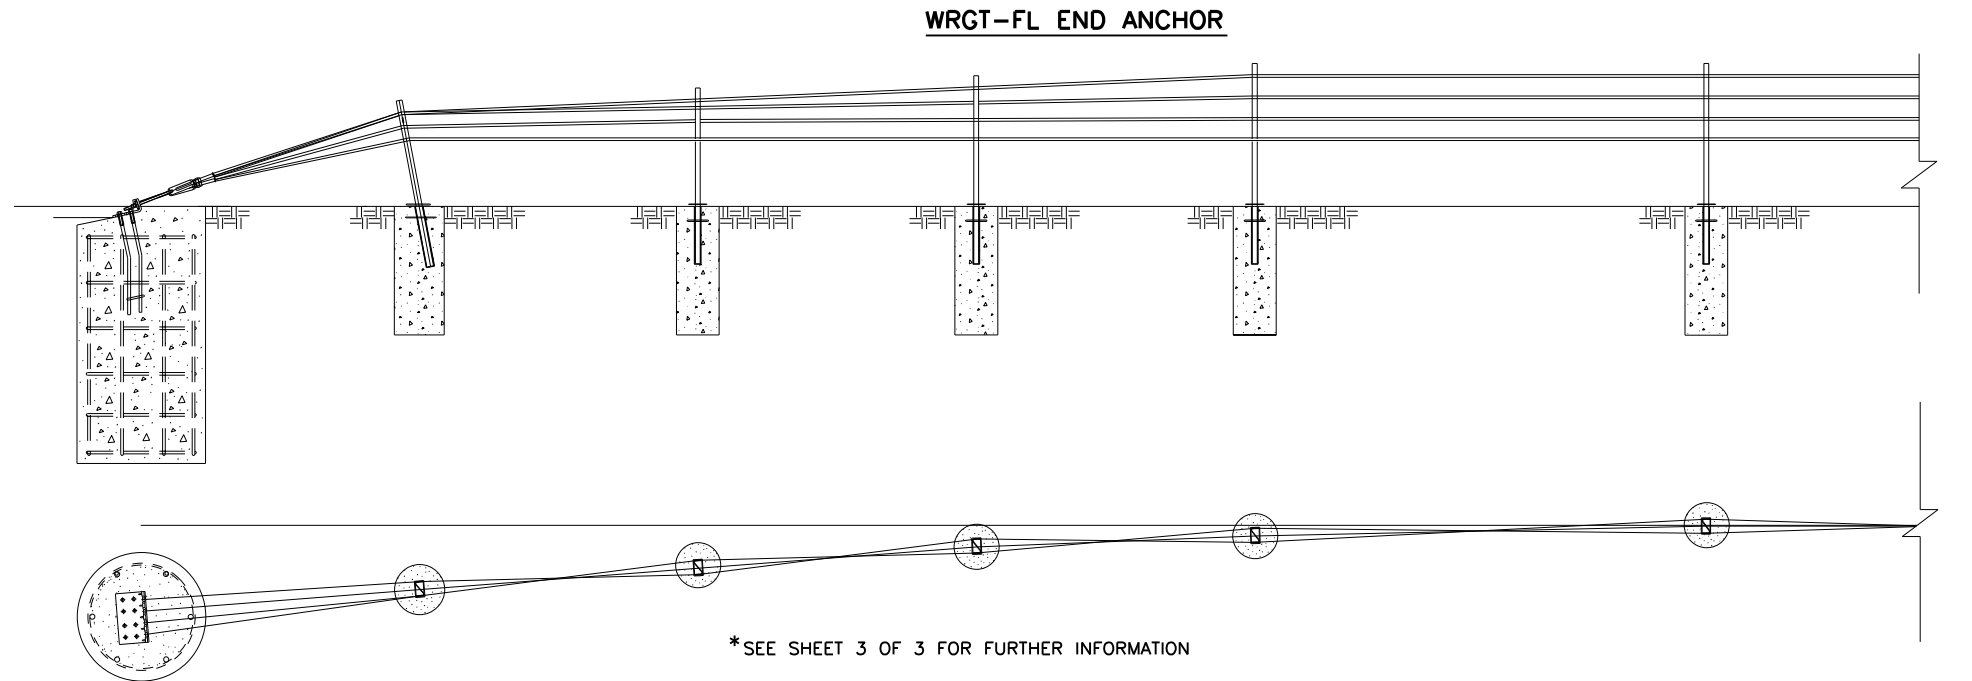 WRGT-FL END ANCHOR
*SEE SHEET 3 OF 3 FOR FURTHER INFORMATION